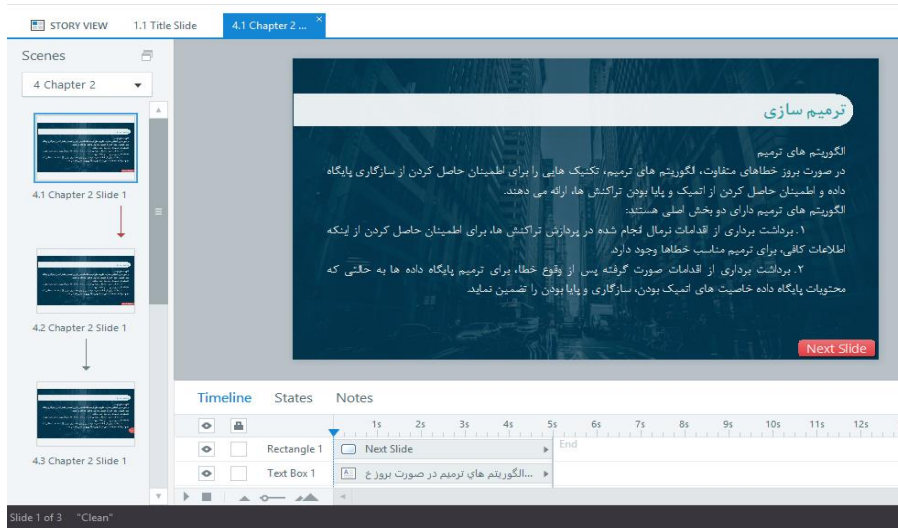 STORY VIEW
1.1 Title Slide
4.1 Chapter 2 ...
Scenes
4 Chapter 2
4.1 Chapter 2 Slide 1
4.2 Chapter 2 Slide 1
4.3 Chapter 2 Slide 1
ترمیم سازی
الگوریتم های ترمیم
در صورت بروز خطاهای متفاوت، الگوریتم های ترمیم، تکنیک هایی را برای اطمینان حاصل کردن از سازگاری پایگاه
داده و اطمینان حاصل کردن از اتمیک و پایا بودن تراکنش ها، ارائه می دهند.
الگوریتم های ترمیم دارای دو بخش اصلی هستند:
۱. برداشت برداری از اقدامات نرمال انجام شده در پردازش تراکنش ها، برای اطمینان حاصل کردن از اینکه
اطلاعات کافی، برای ترمیم مناسب خطاها وجود دارد.
۲. برداشت برداری از اقدامات صورت گرفته پس از وقوع خطا، برای ترمیم پایگاه داده ها به حالتی که
محتویات پایگاه داده خاصیت های اتمیک بودن، سازگاری و پایا بودن را تضمین نماید.
Next Slide
Timeline
States
Notes
1s 2s 3s 4s 5s 6s 7s 8s 9s 10s 11s 12s
Rectangle 1
Next Slide
End
Text Box 1
الگوریتم های ترمیم در صورت بروز خ...
Slide 1 of 3 "Clean"